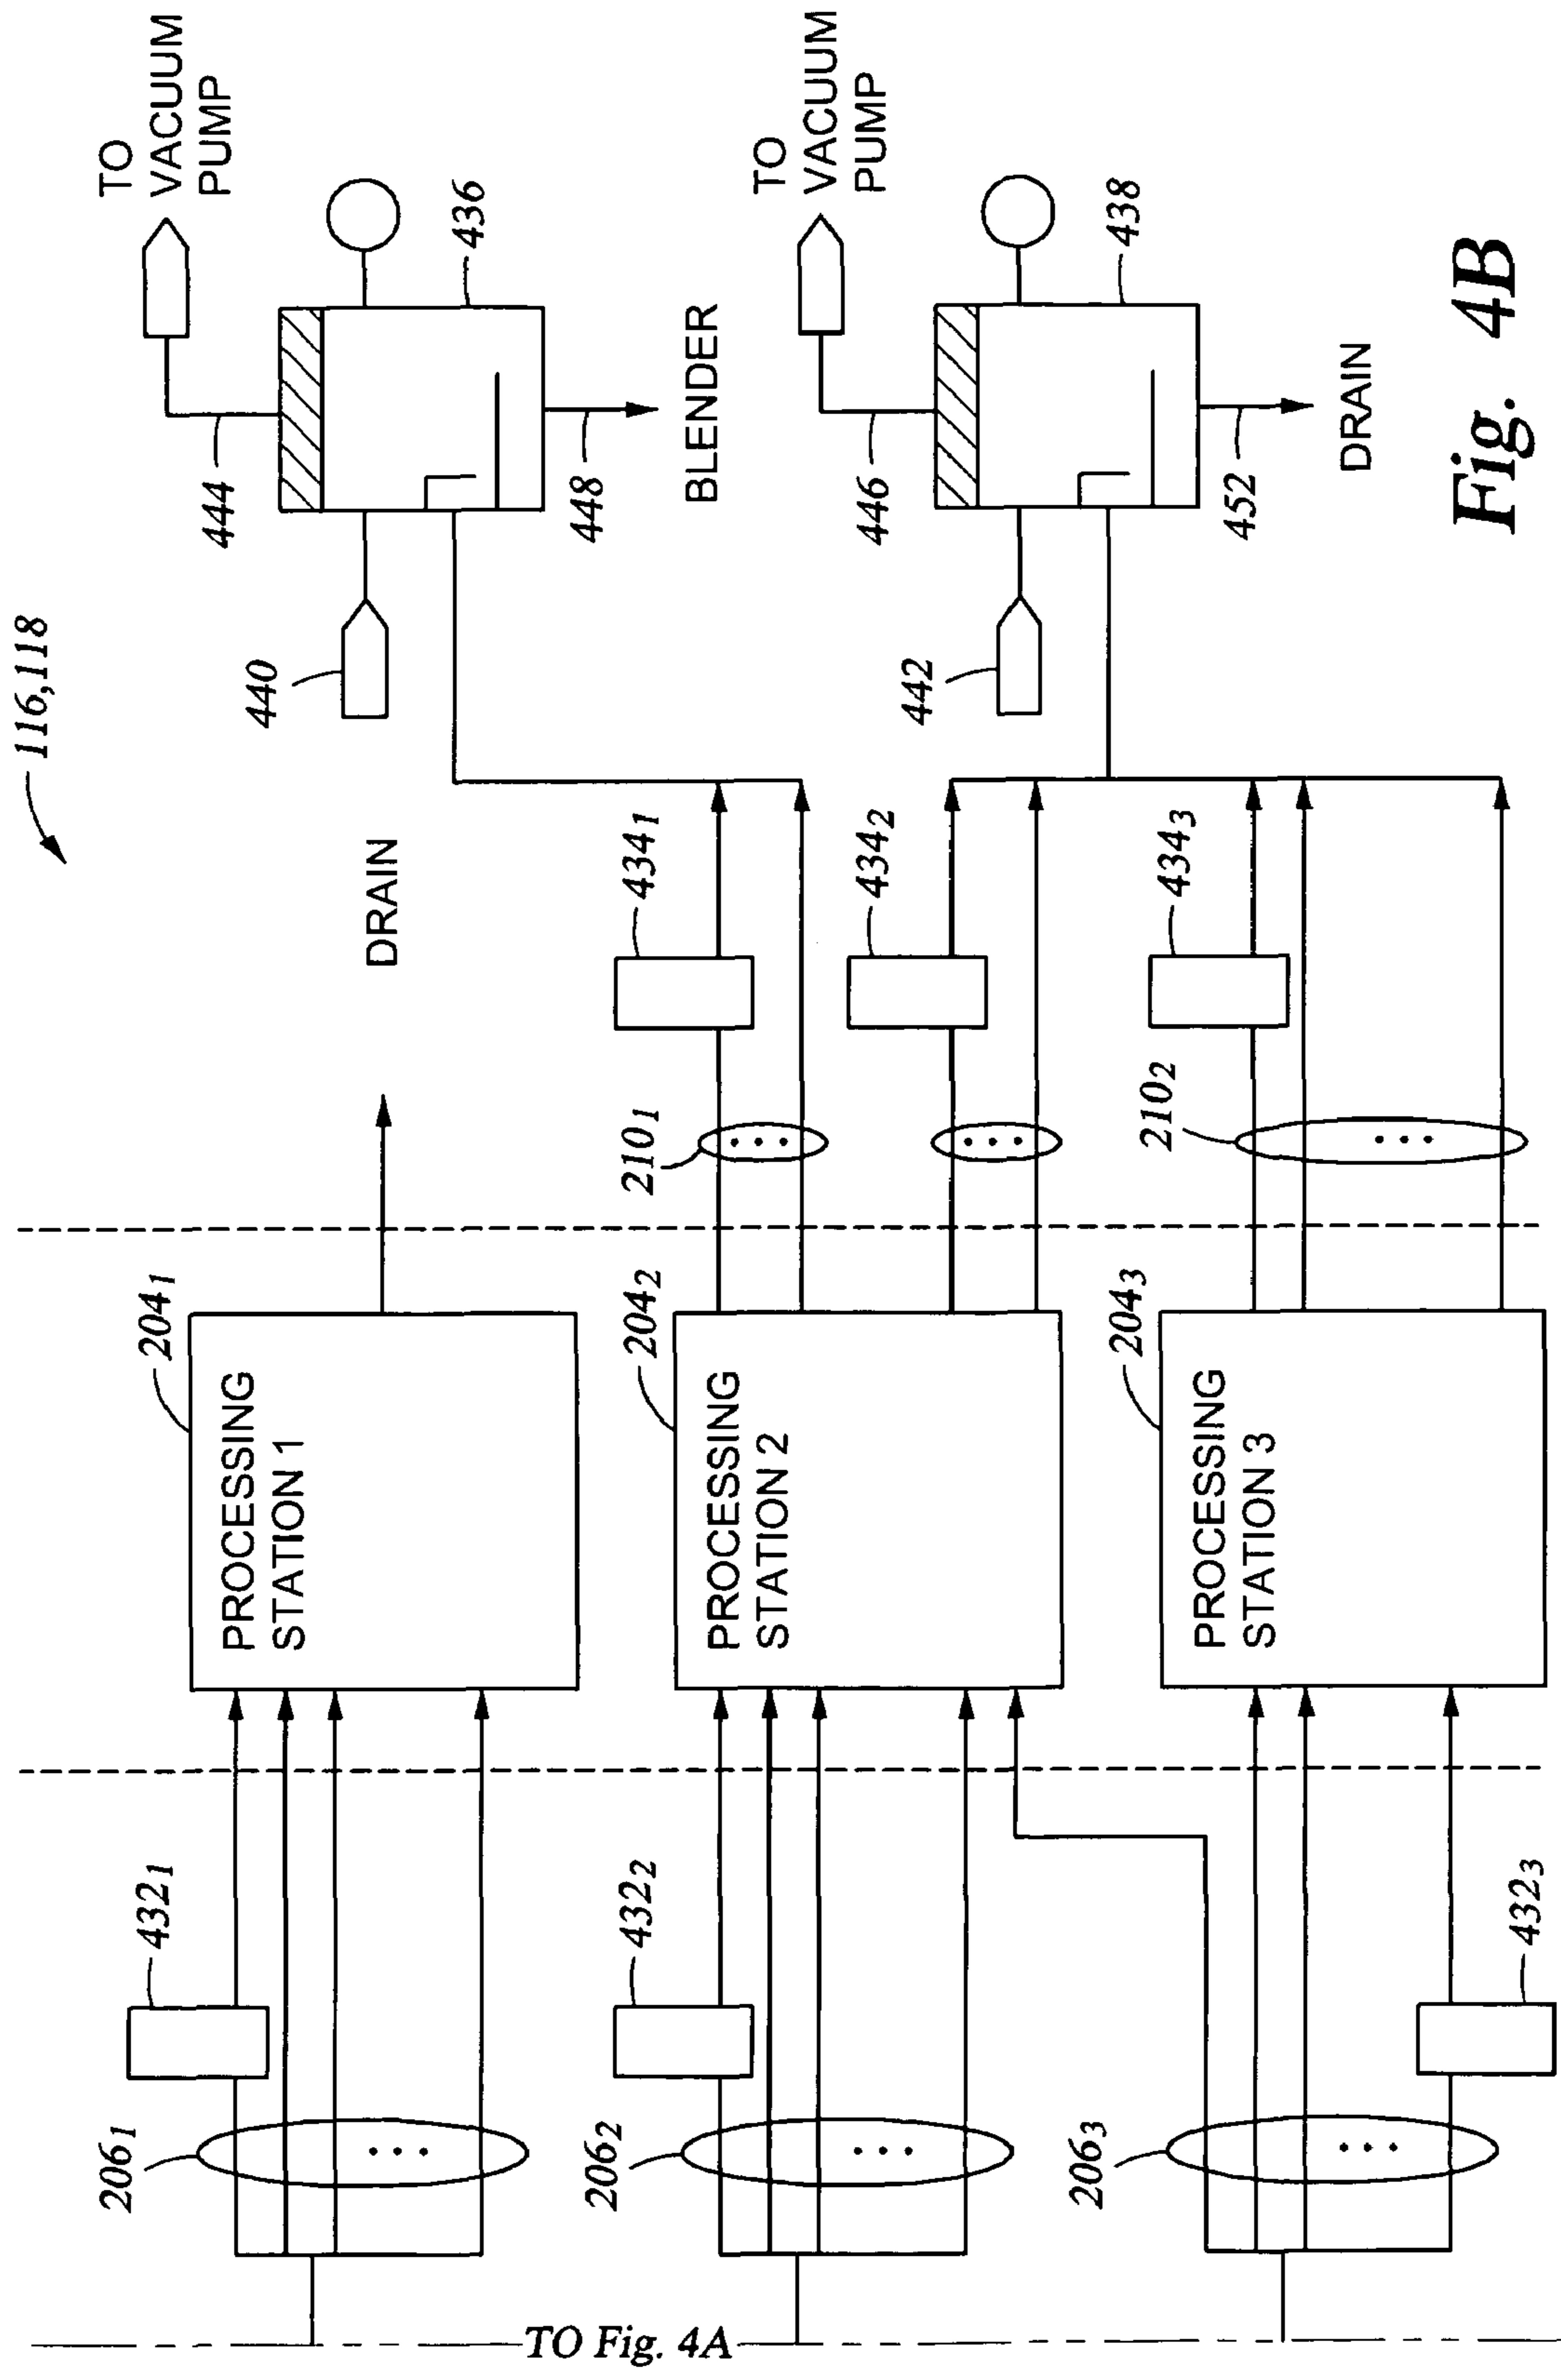 116,118
TO
VACUUM
PUMP
444
440
436
448
BLENDER
DRAIN
TO
VACUUM
PUMP
446
442
438
452
DRAIN
434₁
434₂
434₃
210₁
210₂
204₁
PROCESSING
STATION 1
204₂
PROCESSING
STATION 2
204₃
PROCESSING
STATION 3
432₁
432₂
432₃
206₁
206₂
206₃
TO Fig. 4A
Fig. 4B